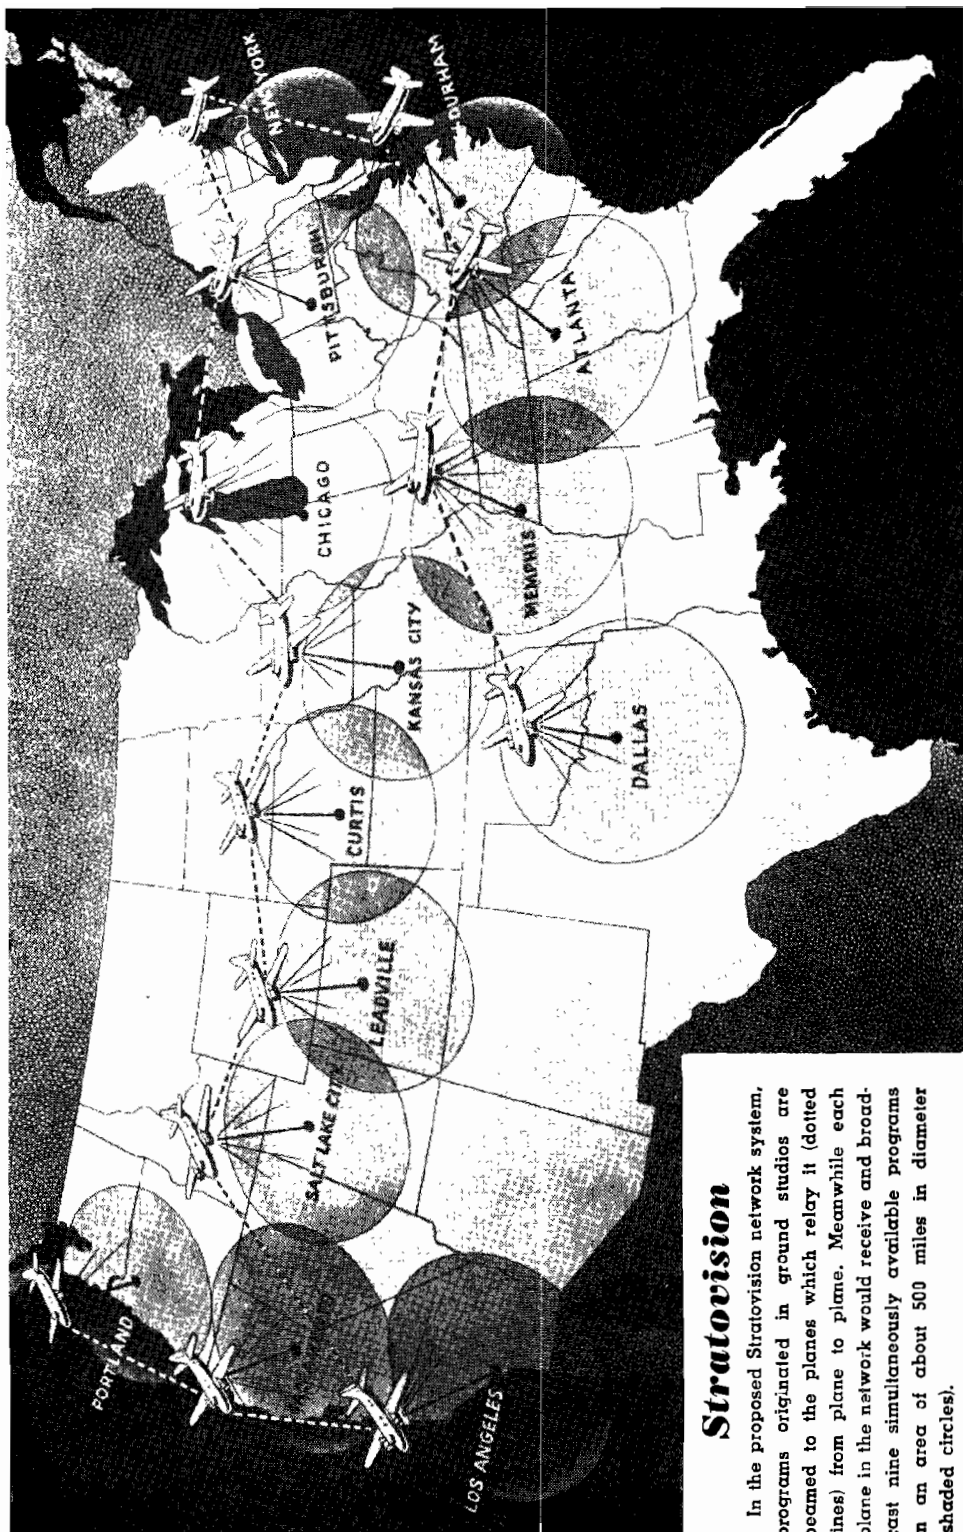 NEW YORK
DURHAM
PITTSBURGH
ATLANTA
CHICAGO
MEMPHIS
KANSAS CITY
DALLAS
CURTIS
LEADVILLE
SALT LAKE CITY
PORTLAND
LOS ANGELES
Stratovision
In the proposed Stratovision network system,
programs originated in ground studios are
beamed to the planes which relay it (dotted
ines) from plane to plane. Meanwhile each
plane in the network would receive and broad-
ast nine simultaneously available programs
n an area of about 500 miles in diameter
shaded circles).